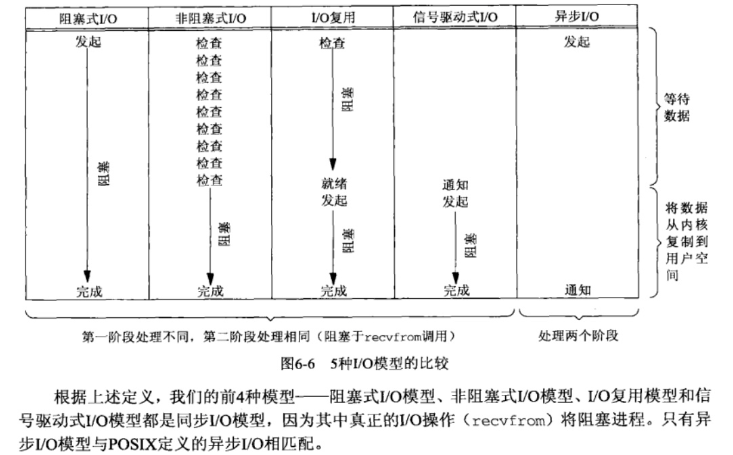 阻塞式I/O 非阻塞式I/O I/O复用 信号驱动式I/O 异步I/O
发起 检查 检查 发起
检查
检查
检查
检查
检查
检查
检查
检查
阻塞
阻塞
就绪 通知
发起 发起
阻塞
阻塞
阻塞
完成 完成 完成 完成 通知
等待
数据
将数据
从内核
复制到
用户空
间
第一阶段处理不同，第二阶段处理相同（阻塞于recvfrom调用） 处理两个阶段
图6-6 5种I/O模型的比较
根据上述定义，我们的前4种模型——阻塞式I/O模型、非阻塞式I/O模型、I/O复用模型和信
号驱动式I/O模型都是同步I/O模型，因为其中真正的I/O操作（recvfrom）将阻塞进程。只有异
步I/O模型与POSIX定义的异步I/O相匹配。